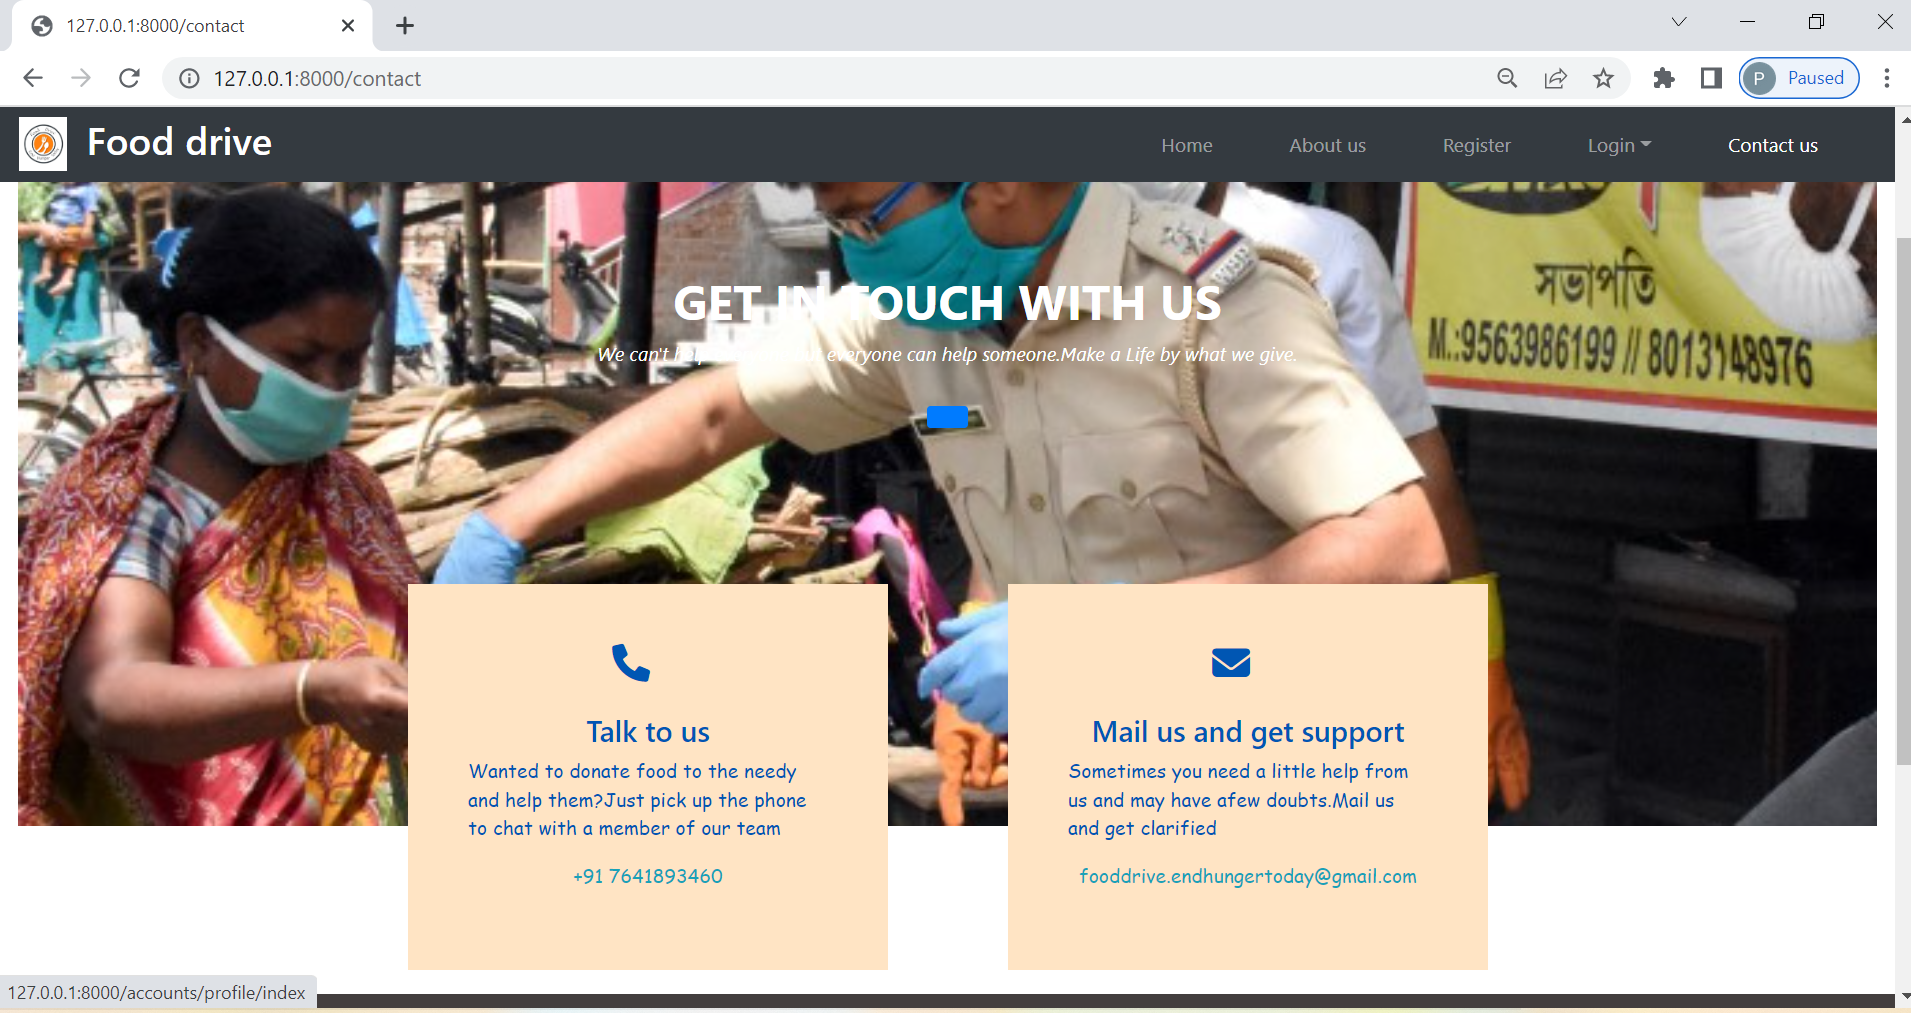 127.0.0.1:8000/contact
127.0.0.1:8000/contact
P Paused
Food drive
Home About us Register Login Contact us
GET IN TOUCH WITH US
We can't help everyone can help someone.Make a Life by what we give.
সভাপতি
M.:9563986199 // 8013148976
Talk to us
Wanted to donate food to the needy
and help them?Just pick up the phone
to chat with a member of our team
+91 7641893460
Mail us and get support
Sometimes you need a little help from
us and may have afew doubts.Mail us
and get clarified
fooddrive.endhungertoday@gmail.com
127.0.0.1:8000/accounts/profile/index